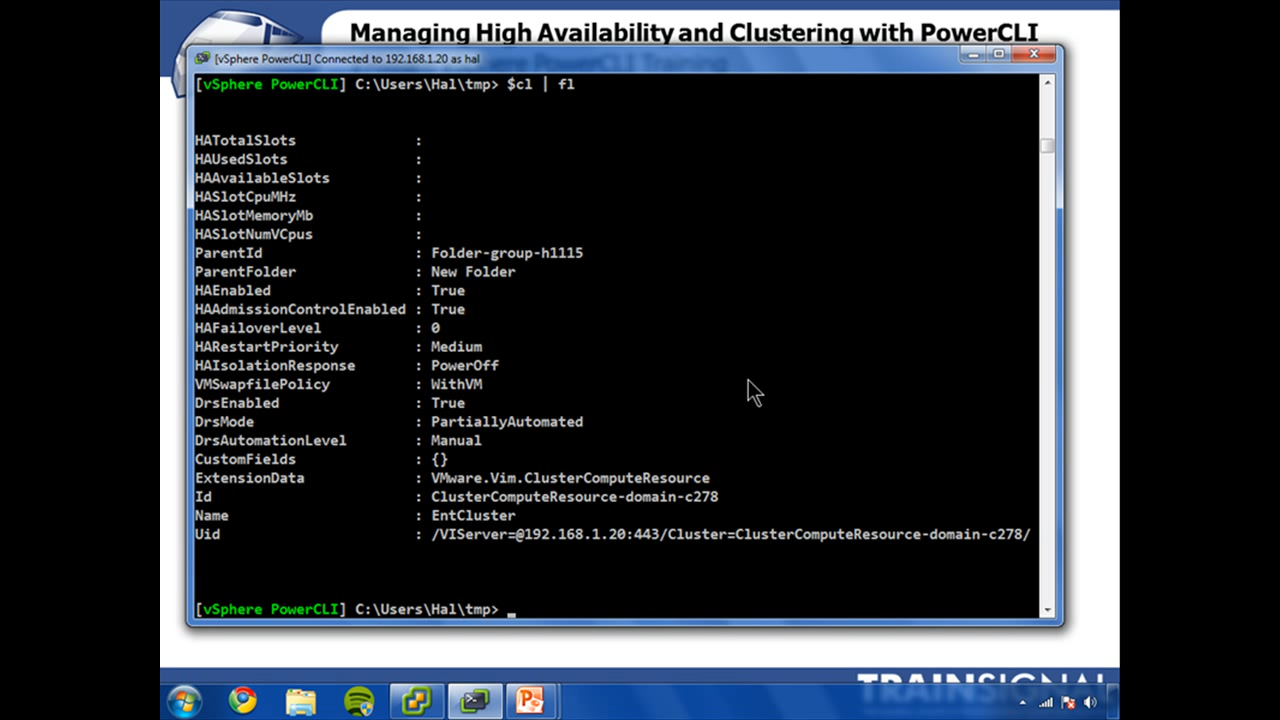 Managing High Availability and Clustering with PowerCLI
[vSphere PowerCLI] Connected to 192.168.1.20 as hal
[vSphere PowerCLI] C:\Users\Hal\tmp> $cl | fl
HATotalSlots :
HAUsedSlots :
HAAvailableSlots :
HASlotCpuMHz :
HASlotMemoryMb :
HASlotNumVCpus :
ParentId : Folder-group-h1115
ParentFolder : New Folder
HAEnabled : True
HAAdmissionControlEnabled : True
HAFailoverLevel : 0
HARestartPriority : Medium
HAIsolationResponse : PowerOff
VMSwapfilePolicy : WithVM
DrsEnabled : True
DrsMode : PartiallyAutomated
DrsAutomationLevel : Manual
CustomFields : {}
ExtensionData : VMware.Vim.ClusterComputeResource
Id : ClusterComputeResource-domain-c278
Name : EntCluster
Uid : /VIServer=@192.168.1.20:443/Cluster=ClusterComputeResource-domain-c278/
[vSphere PowerCLI] C:\Users\Hal\tmp> _
TRAINSIGNAL